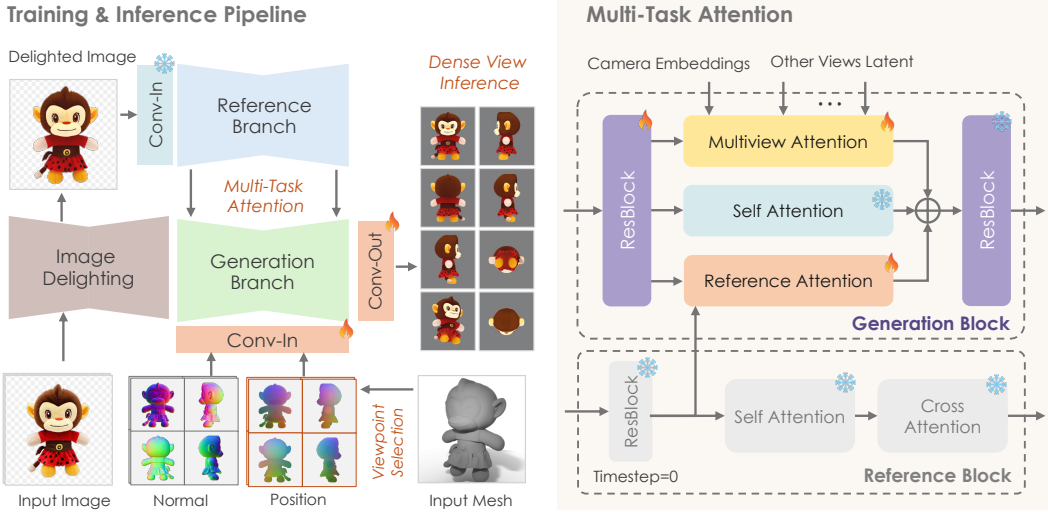 Training & Inference Pipeline
Delighted Image
Conv-In
Reference
Branch
Dense View
Inference
Multi-Task
Attention
Image
Delighting
Generation
Branch
Conv-Out
Conv-In
Viewpoint
Selection
Input Image
Normal
Position
Input Mesh
Multi-Task Attention
Camera Embeddings
Other Views Latent
...
ResBlock
Multiview Attention
Self Attention
Reference Attention
ResBlock
Generation Block
ResBlock
Self Attention
Cross
Attention
Timestep=0
Reference Block